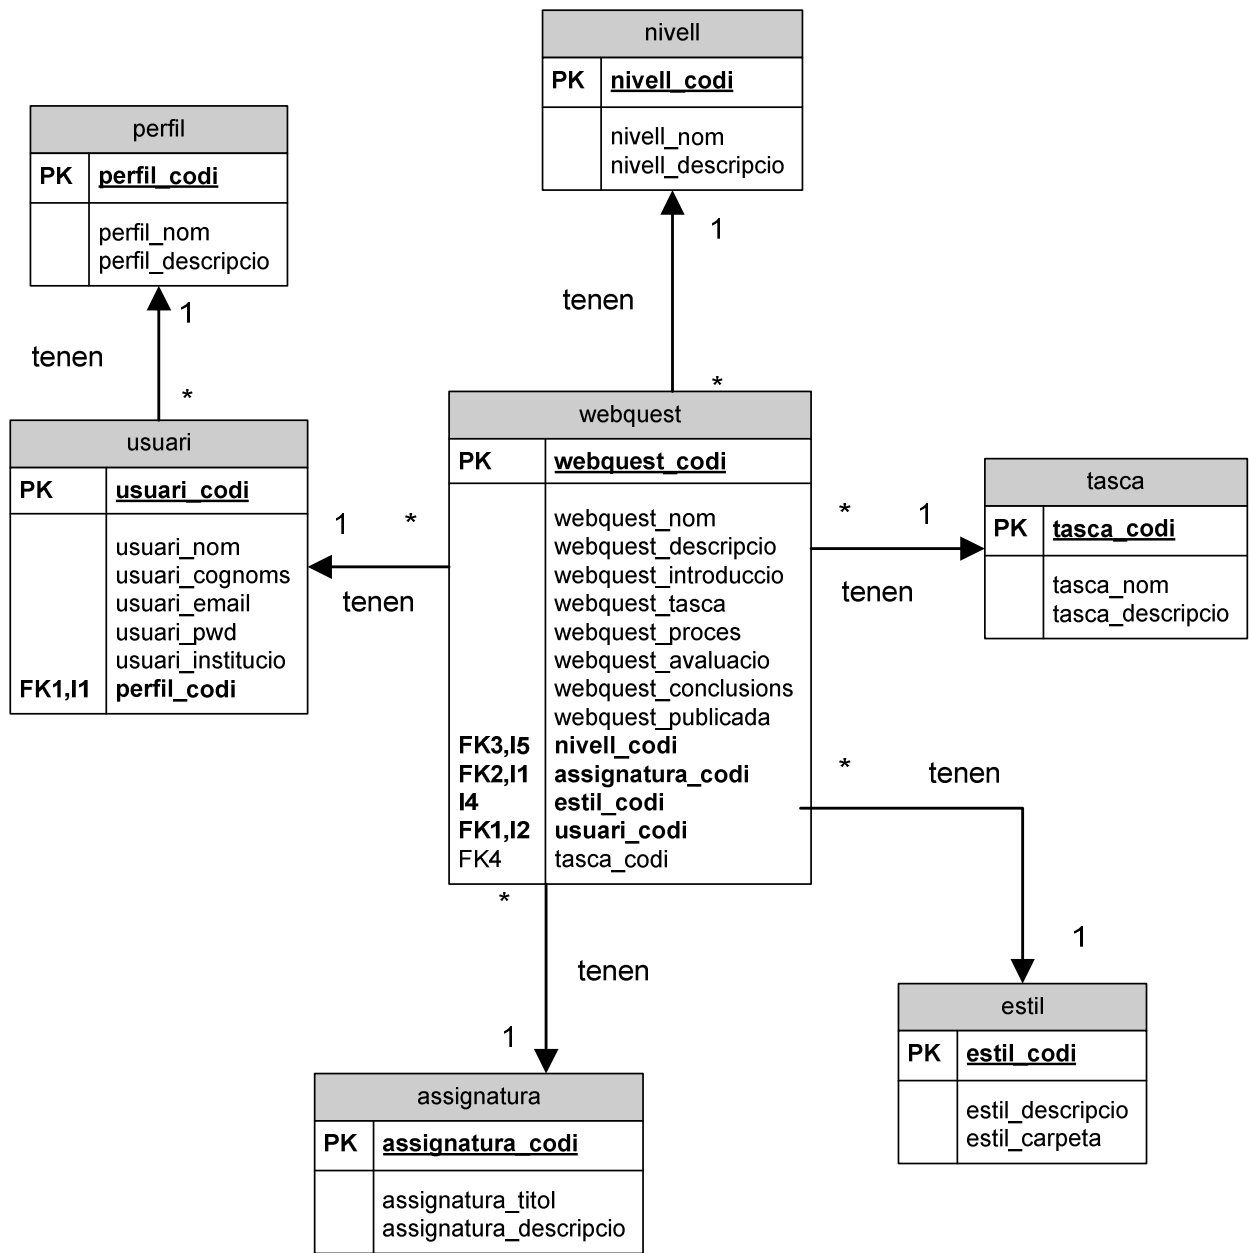 nivell
PK nivell_codi
nivell_nom
nivell_descripcio
perfil
PK perfil_codi
perfil_nom
perfil_descripcio
1
tenen
1
tenen
*
*
usuari
PK usuari_codi
usuari_nom
usuari_cognoms
usuari_email
usuari_pwd
usuari_institucio
FK1,I1 perfil_codi
1 *
tenen
webquest
PK webquest_codi
webquest_nom
webquest_descripcio
webquest_introduccio
webquest_tasca
webquest_proces
webquest_avaluacio
webquest_conclusions
webquest_publicada
FK3,I5 nivell_codi
FK2,I1 assignatura_codi
I4 estil_codi
FK1,I2 usuari_codi
FK4 tasca_codi
* 1
tenen
tasca
PK tasca_codi
tasca_nom
tasca_descripcio
* tenen
1
estil
PK estil_codi
estil_descripcio
estil_carpeta
*
tenen
1
assignatura
PK assignatura_codi
assignatura_titol
assignatura_descripcio